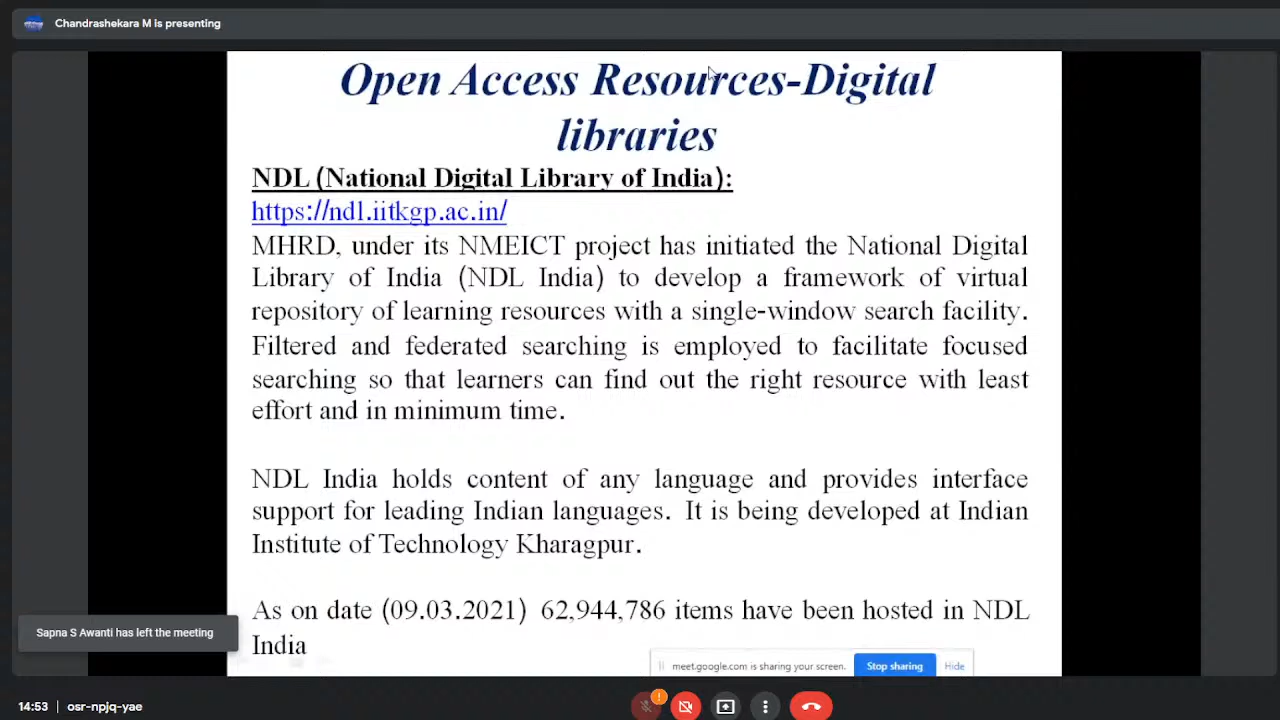 Chandrashekara M is presenting
Open Access Resources-Digital
libraries
NDL (National Digital Library of India):
https://ndl.iitkgp.ac.in/
MHRD, under its NMEICT project has initiated the National Digital
Library of India (NDL India) to develop a framework of virtual
repository of learning resources with a single-window search facility.
Filtered and federated searching is employed to facilitate focused
searching so that learners can find out the right resource with least
effort and in minimum time.
NDL India holds content of any language and provides interface
support for leading Indian languages. It is being developed at Indian
Institute of Technology Kharagpur.
As on date (09.03.2021) 62,944,786 items have been hosted in NDL
India
Sapna S Awanti has left the meeting
meet.google.com is sharing your screen. Stop sharing Hide
14:53 | osr-npjq-yae